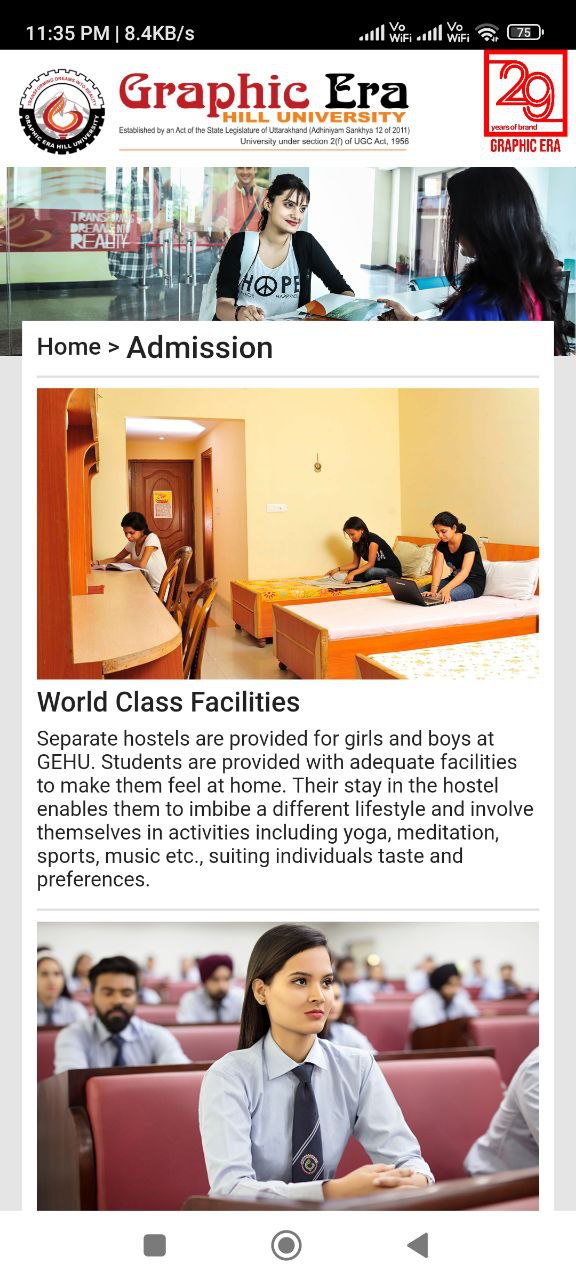 11:35 PM | 8.4KB/s
Vo
WiFi
Vo
WiFi
75
TRANSFORMING DREAMS INTO REALITY
GRAPHIC ERA HILL UNIVERSITY
Graphic Era
HILL UNIVERSITY
Established by an Act of the State Legislature of Uttarakhand (Adhiniyam Sankhya 12 of 2011)
University under section 2(f) of UGC Act, 1956
29
years of brand
GRAPHIC ERA
DREAMS IN
REALITY
HOPE
Home > Admission
World Class Facilities
Separate hostels are provided for girls and boys at
GEHU. Students are provided with adequate facilities
to make them feel at home. Their stay in the hostel
enables them to imbibe a different lifestyle and involve
themselves in activities including yoga, meditation,
sports, music etc., suiting individuals taste and
preferences.